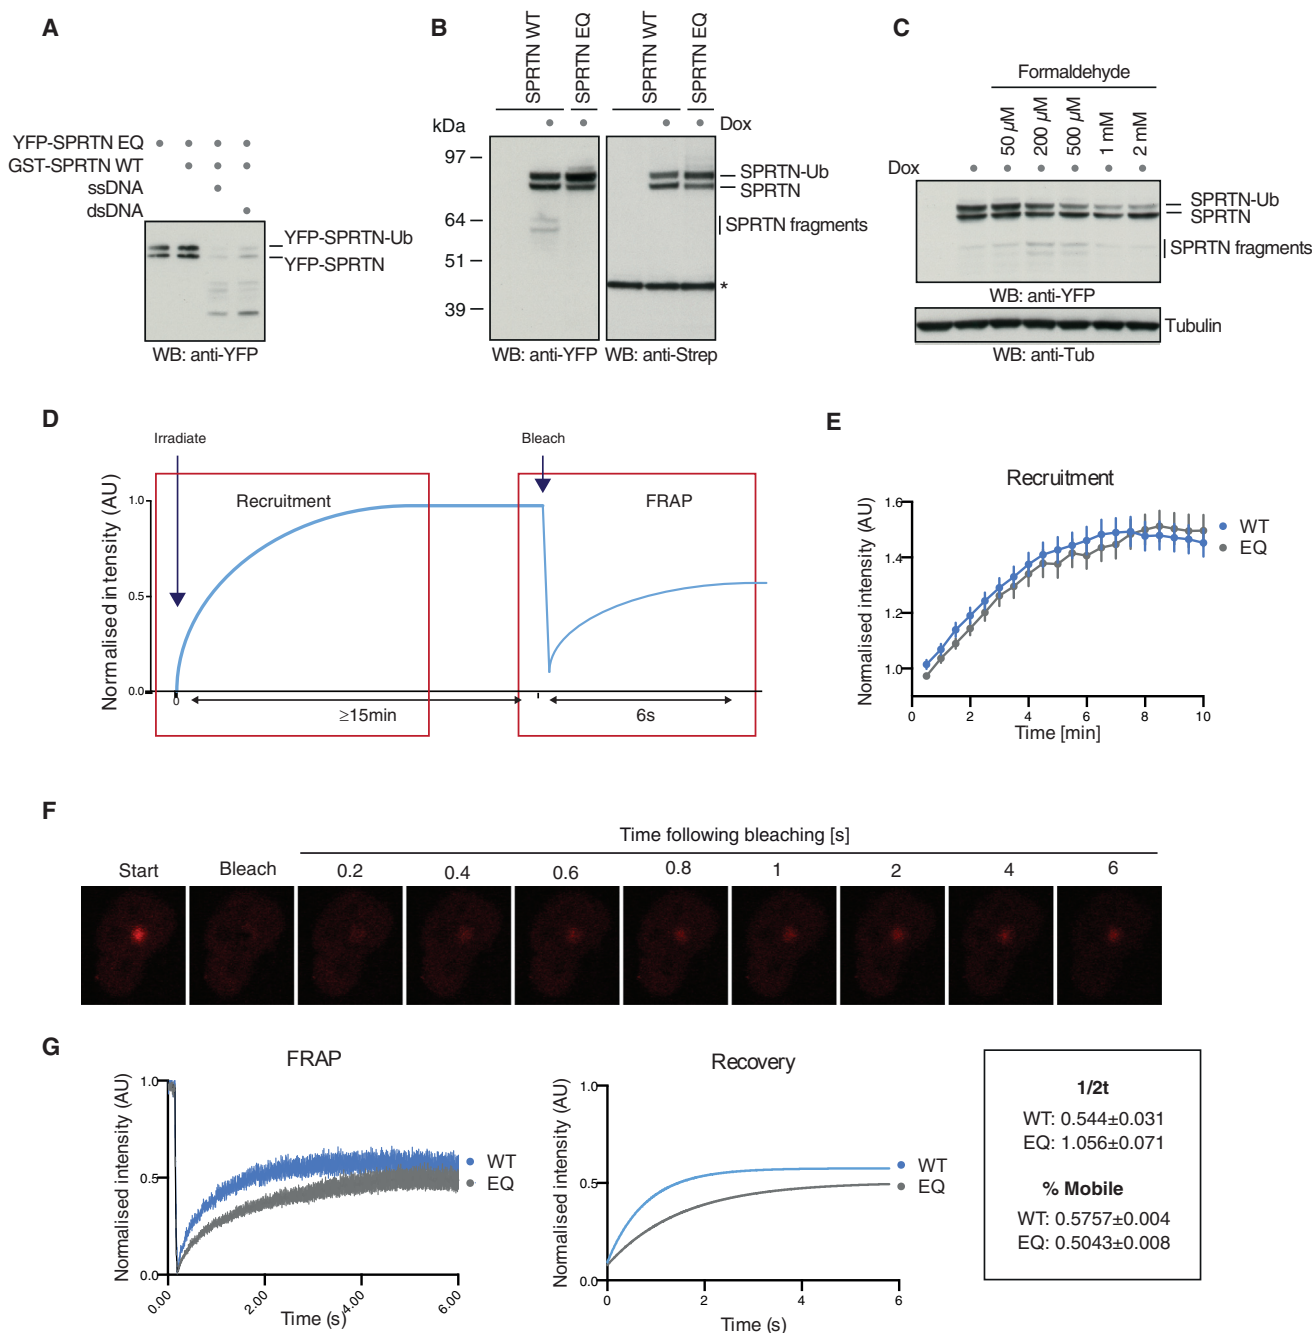 A
YFP-SPRTN EQ
GST-SPRTN WT
ssDNA
dsDNA
YFP-SPRTN-Ub
YFP-SPRTN
WB: anti-YFP
B
SPRTN WT
SPRTN EQ
SPRTN WT
SPRTN EQ
Dox
kDa
97
64
51
39
SPRTN-Ub
SPRTN
SPRTN fragments
*
WB: anti-YFP
WB: anti-Strep
C
Formaldehyde
50 µM
200 µM
500 µM
1 mM
2 mM
Dox
SPRTN-Ub
SPRTN
SPRTN fragments
WB: anti-YFP
Tubulin
WB: anti-Tub
D
Irradiate
Bleach
Recruitment
FRAP
Normalised intensity (AU)
1.0
0.5
0.0
0
≥15min
6s
E
Recruitment
Normalised intensity (AU)
1.6
1.4
1.2
1.0
0
2
4
6
8
10
Time [min]
WT
EQ
F
Time following bleaching [s]
Start
Bleach
0.2
0.4
0.6
0.8
1
2
4
6
G
FRAP
Normalised intensity (AU)
1.0
0.5
0.0
0.00
2.00
4.00
6.00
Time (s)
WT
EQ
Recovery
Normalised intensity (AU)
1.0
0.5
0.0
0
2
4
6
Time (s)
WT
EQ
1/2t
WT: 0.544±0.031
EQ: 1.056±0.071
% Mobile
WT: 0.5757±0.004
EQ: 0.5043±0.008